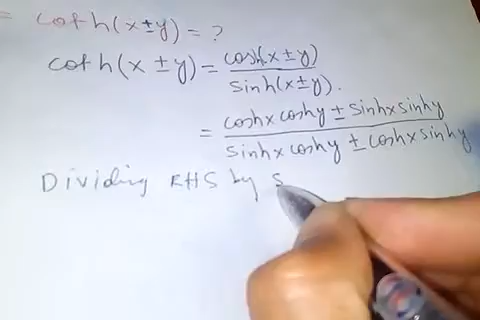 = coth(x±y) = ?
coth(x ±y) = cosh(x ± y) / sinh(x±y).
= coshx coshy ± sinhx sinhy / sinhx coshy ± coshx sinhy
Dividing RHS by s